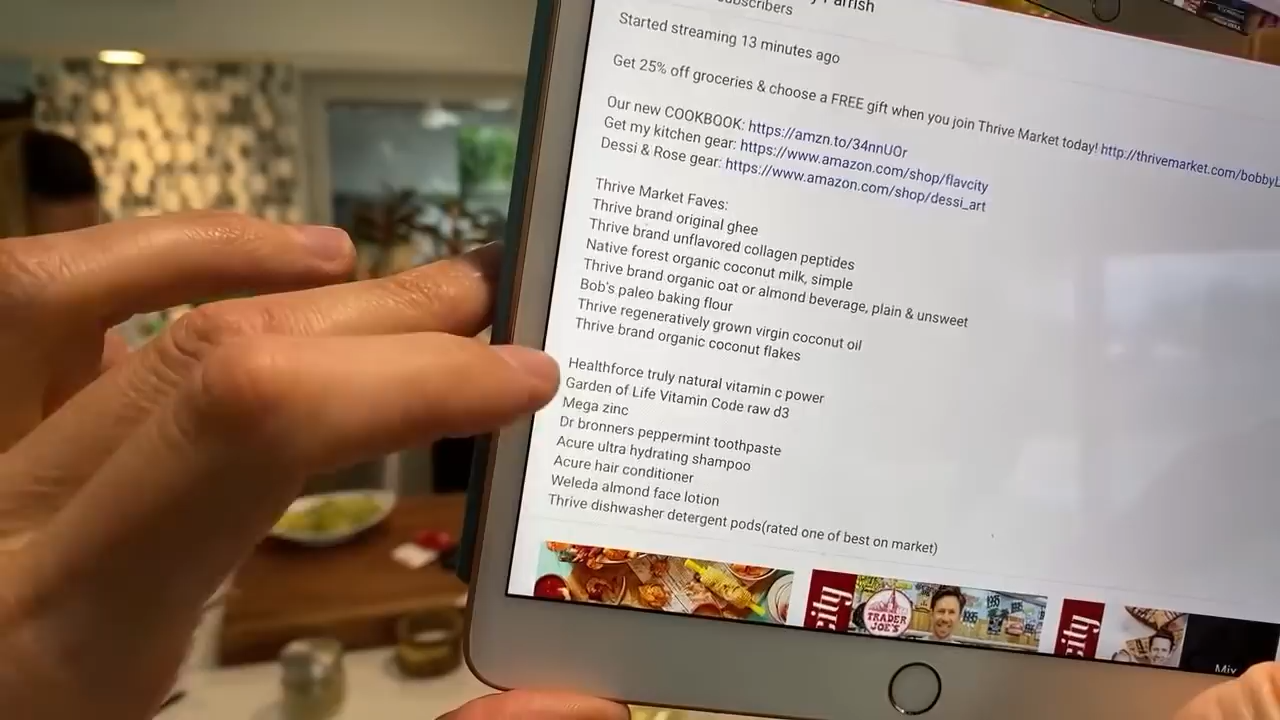 Parrish
subscribers
Started streaming 13 minutes ago
Get 25% off groceries & choose a FREE gift when you join Thrive Market today! http://thrivemarket.com/bobby
Our new COOKBOOK: https://amzn.to/34nnUOr
Get my kitchen gear: https://www.amazon.com/shop/flavcity
Dessi & Rose gear: https://www.amazon.com/shop/dessi_art
Thrive Market Faves:
Thrive brand original ghee
Thrive brand unflavored collagen peptides
Native forest organic coconut milk, simple
Thrive brand organic oat or almond beverage, plain & unsweet
Bob's paleo baking flour
Thrive regeneratively grown virgin coconut oil
Thrive brand organic coconut flakes
Healthforce truly natural vitamin c power
Garden of Life Vitamin Code raw d3
Mega zinc
Dr bronners peppermint toothpaste
Acure ultra hydrating shampoo
Acure hair conditioner
Weleda almond face lotion
Thrive dishwasher detergent pods(rated one of best on market)
city
TRADER JOE'S
city
Mix